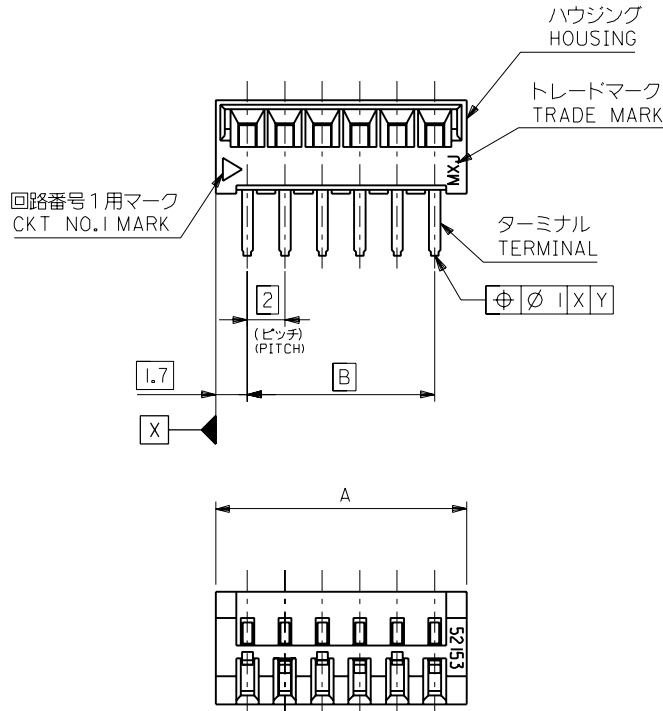 ハウジング
HOUSING
トレードマーク
TRADE MARK
MXJ
回路番号1用マーク
CKT NO.1 MARK
ターミナル
TERMINAL
⌖ Ø 1 X Y
2
(ピッチ)
(PITCH)
1.7
B
X
A
52153